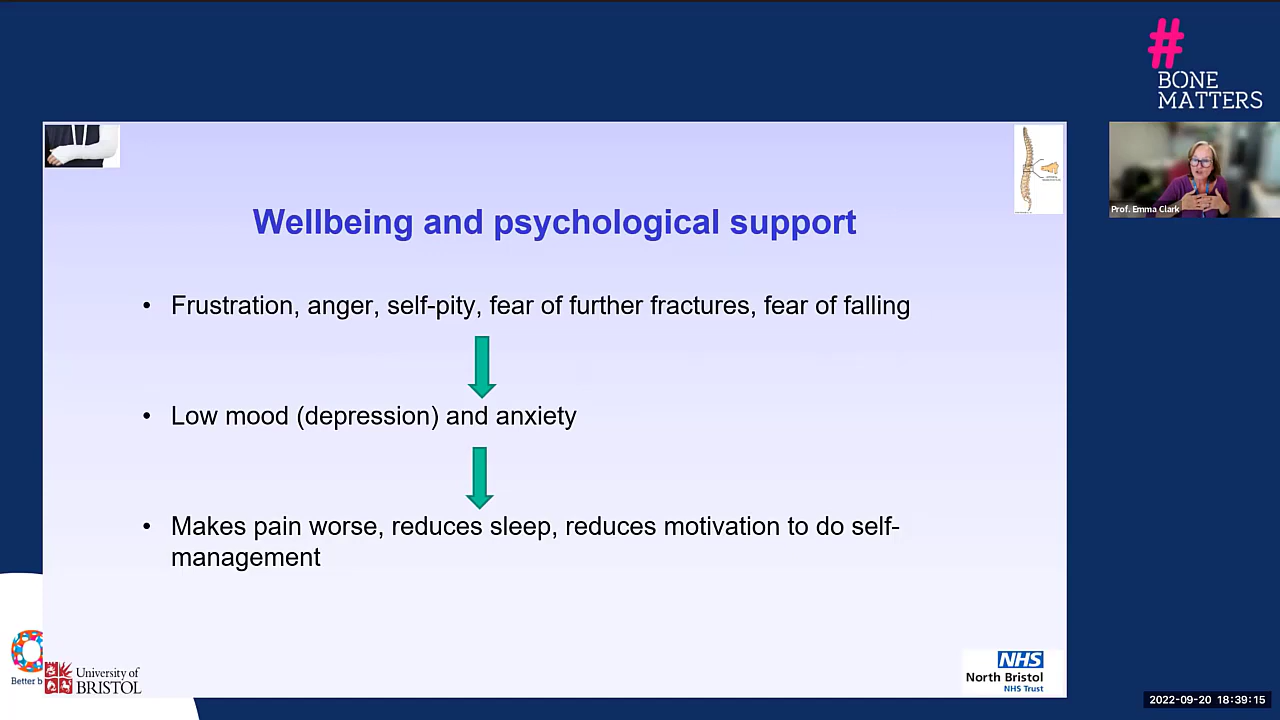 #
BONE
MATTERS
Prof. Emma Clark
Wellbeing and psychological support
• Frustration, anger, self-pity, fear of further fractures, fear of falling
• Low mood (depression) and anxiety
• Makes pain worse, reduces sleep, reduces motivation to do self-
management
Better b
University of
BRISTOL
NHS
North Bristol
NHS Trust
2022-09-20 18:39:15